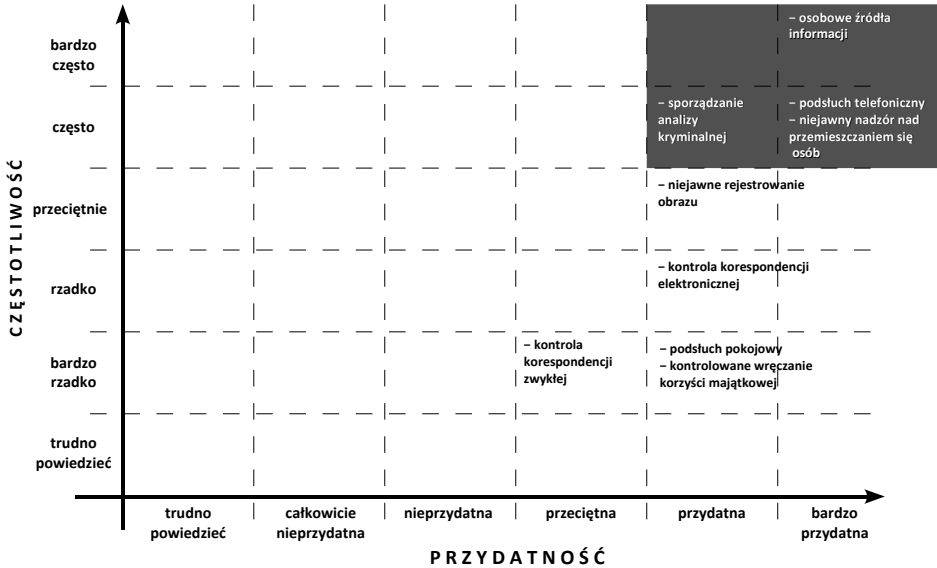 CZĘSTOTLIWOŚĆ
bardzo
często
– osobowe źródła
informacji
często
– sporządzanie
analizy
kryminalnej
– podsłuch telefoniczny
– niejawny nadzór nad
przemieszczaniem się
osób
przeciętnie
– niejawne rejestrowanie
obrazu
rzadko
– kontrola korespondencji
elektronicznej
bardzo
rzadko
– kontrola
korespondencji
zwykłej
– podsłuch pokojowy
– kontrolowane wręczanie
korzyści majątkowej
trudno
powiedzieć
trudno
powiedzieć
całkowicie
nieprzydatna
nieprzydatna
przeciętna
przydatna
bardzo
przydatna
PRZYDATNOŚĆ